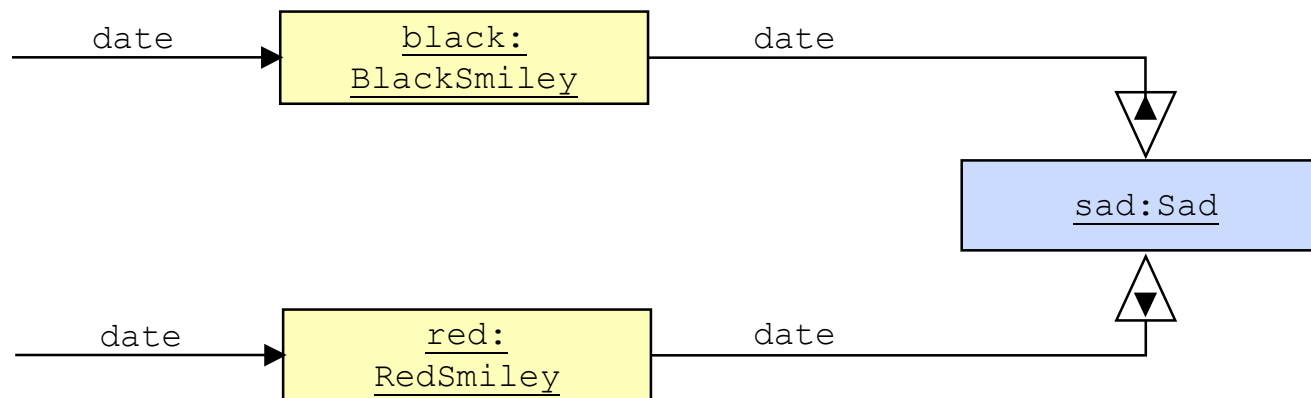 date
black:
BlackSmiley
date
sad:Sad
date
red:
RedSmiley
date